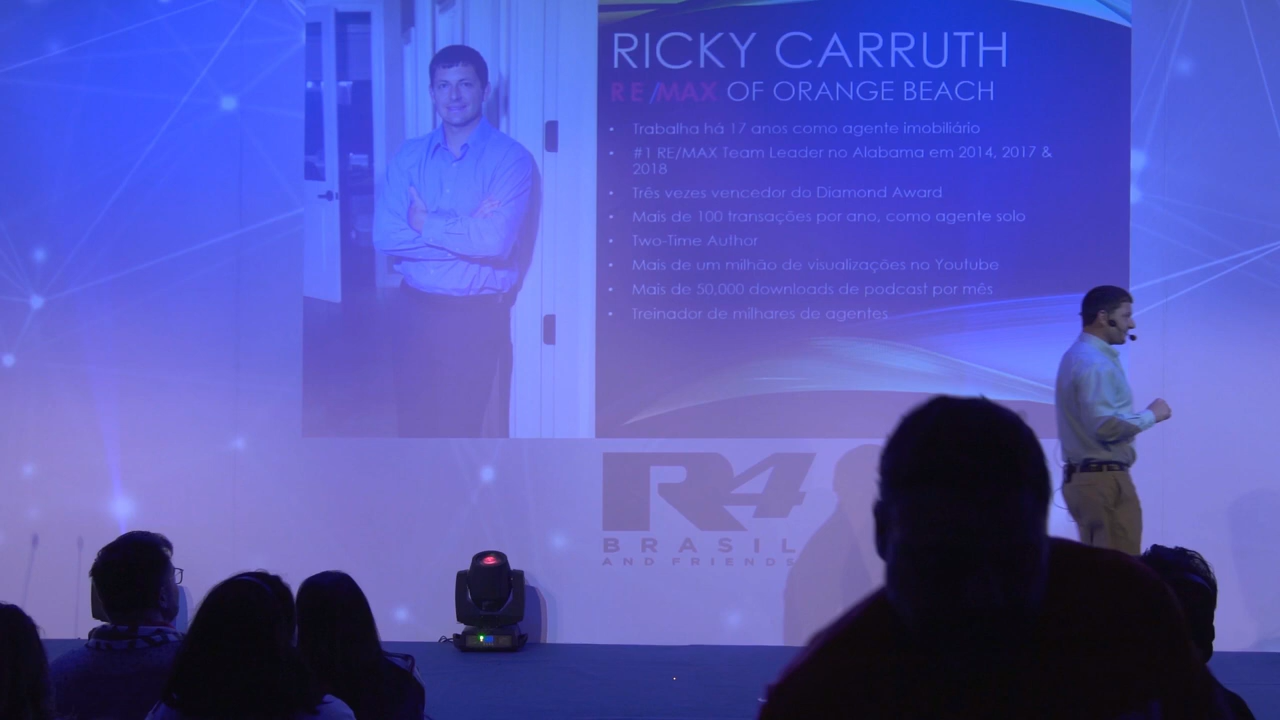 RICKY CARRUTH
RE/MAX OF ORANGE BEACH
• Trabalha há 17 anos como agente imobiliário
• #1 RE/MAX Team Leader no Alabama em 2014, 2017 &
2018
• Três vezes vencedor do Diamond Award
• Mais de 100 transações por ano, como agente solo
• Two-Time Author
• Mais de um milhão de visualizações no Youtube
• Mais de 50,000 downloads de podcast por mês
• Treinador de milhares de agentes
R4
BRASIL
AND FRIENDS